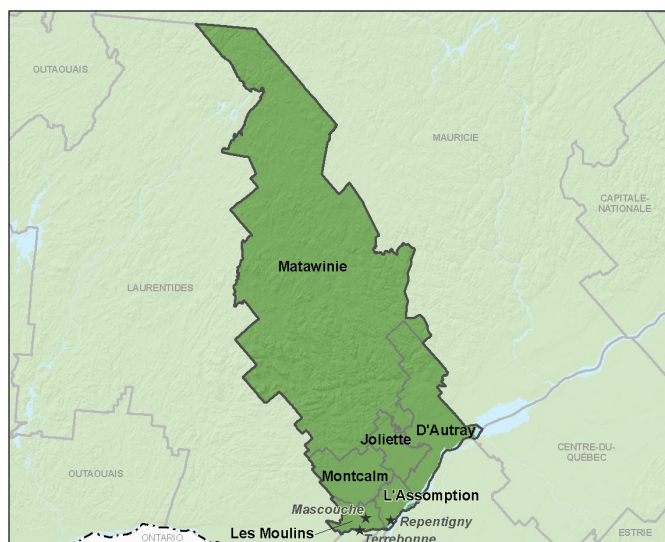 OUTAOUAIS
MAURICIE
CAPITALE-
NATIONALE
Matawinie
LAURENTIDES
D'Autray
Joliette
CENTRE-DU-
QUÉBEC
OUTAOUAIS
Montcalm
L'Assomption
Mascouche
Repentigny
Les Moulins
Terrebonne
ONTARIO
ESTRIE